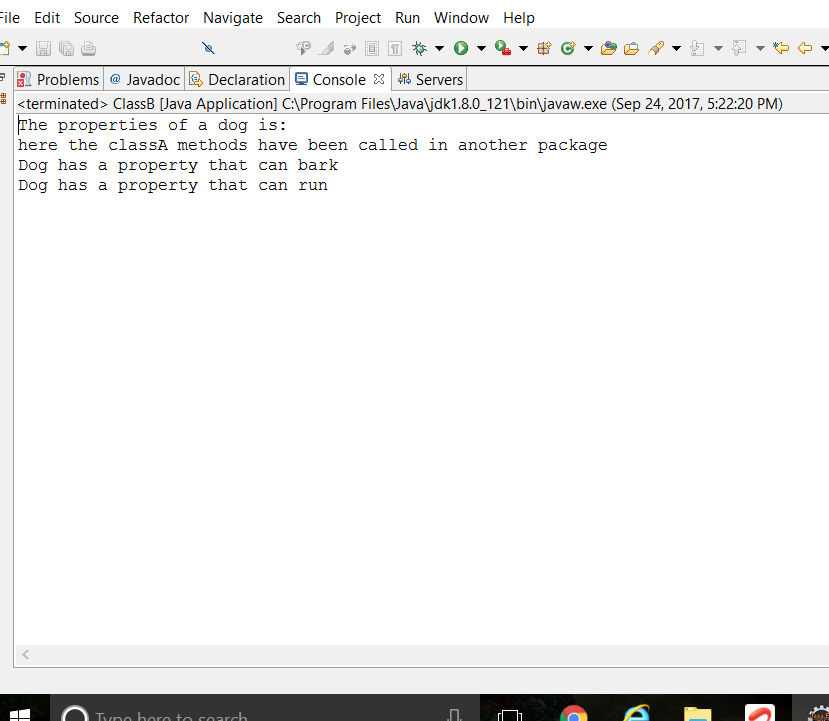 File Edit Source Refactor Navigate Search Project Run Window Help
Problems @ Javadoc Declaration Console Servers
<terminated> ClassB [Java Application] C:\Program Files\Java\jdk1.8.0_121\bin\javaw.exe (Sep 24, 2017, 5:22:20 PM)
The properties of a dog is:
here the classA methods have been called in another package
Dog has a property that can bark
Dog has a property that can run
Type here to search